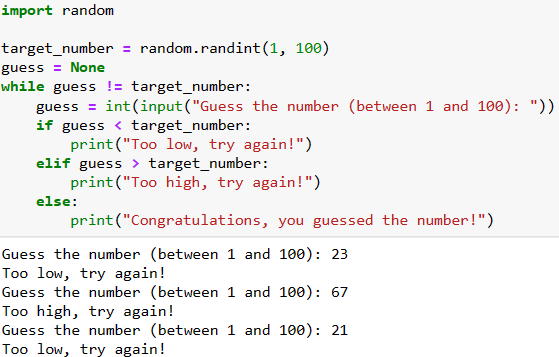 import random

target_number = random.randint(1, 100)
guess = None
while guess != target_number:
    guess = int(input("Guess the number (between 1 and 100): "))
    if guess < target_number:
        print("Too low, try again!")
    elif guess > target_number:
        print("Too high, try again!")
    else:
        print("Congratulations, you guessed the number!")
Guess the number (between 1 and 100): 23
Too low, try again!
Guess the number (between 1 and 100): 67
Too high, try again!
Guess the number (between 1 and 100): 21
Too low, try again!